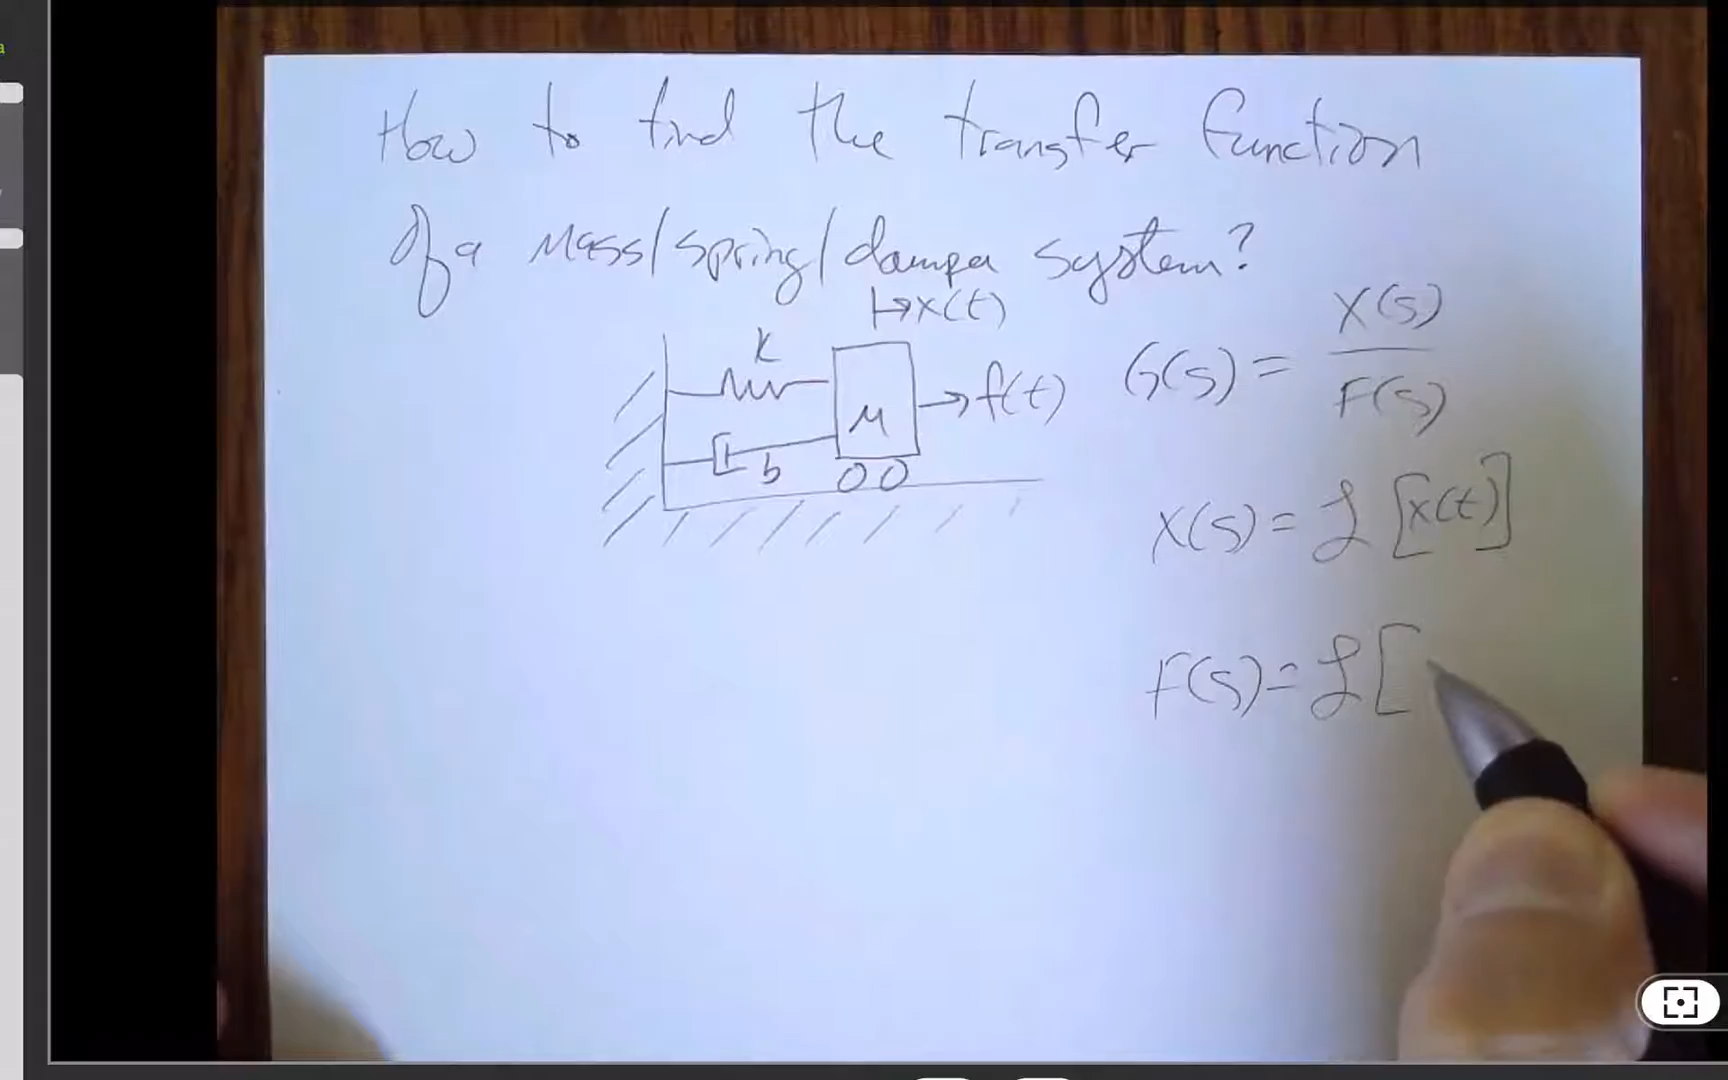 How to find the transfer function
of a mass/spring/damper system?
x(t)
K
M
f(t)
b
G(s) = X(s) / F(s)
X(s) = ℒ [x(t)]
F(s) = ℒ [
a